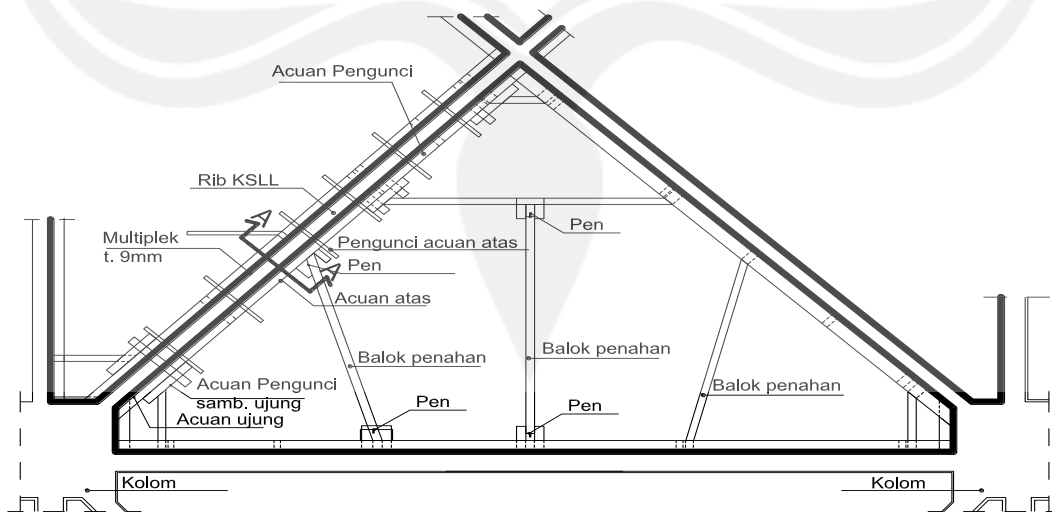 Acuan Pengunci
Rib KSLL
A
Multiplek
t. 9mm
Pengunci acuan atas
Pen
A
Acuan atas
Pen
Balok penahan
Balok penahan
Balok penahan
Acuan Pengunci
samb. ujung
Acuan ujung
Pen
Pen
Kolom
Kolom